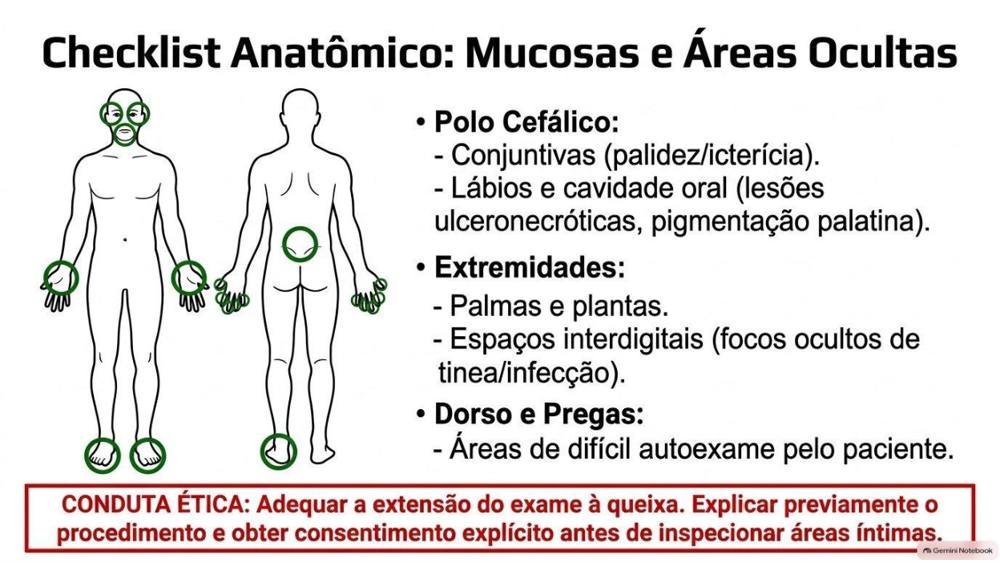 Checklist Anatômico: Mucosas e Áreas Ocultas
• Polo Cefálico:
- Conjuntivas (palidez/icterícia).
- Lábios e cavidade oral (lesões
ulceronecróticas, pigmentação palatina).
• Extremidades:
- Palmas e plantas.
- Espaços interdigitais (focos ocultos de
tinea/infecção).
• Dorso e Pregas:
- Áreas de difícil autoexame pelo paciente.
CONDUTA ÉTICA: Adequar a extensão do exame à queixa. Explicar previamente o
procedimento e obter consentimento explícito antes de inspecionar áreas íntimas.
Gemini Notebook